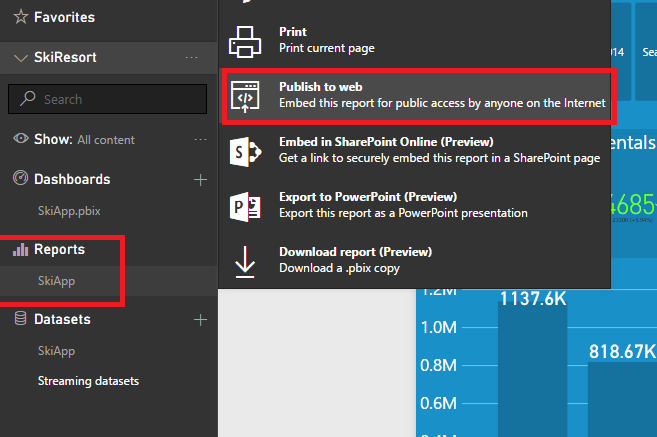 Favorites
SkiResort
Search
Show: All content
Dashboards
SkiApp.pbix
Reports
SkiApp
Datasets
SkiApp
Streaming datasets
Print
Print current page
Publish to web
Embed this report for public access by anyone on the Internet
Embed in SharePoint Online (Preview)
Get a link to securely embed this report in a SharePoint page
Export to PowerPoint (Preview)
Export this report as a PowerPoint presentation
Download report (Preview)
Download a .pbix copy
014
Sea
entals
4685
1.2M
1137.6K
1.0M
818.67K
0.8M
0.6M